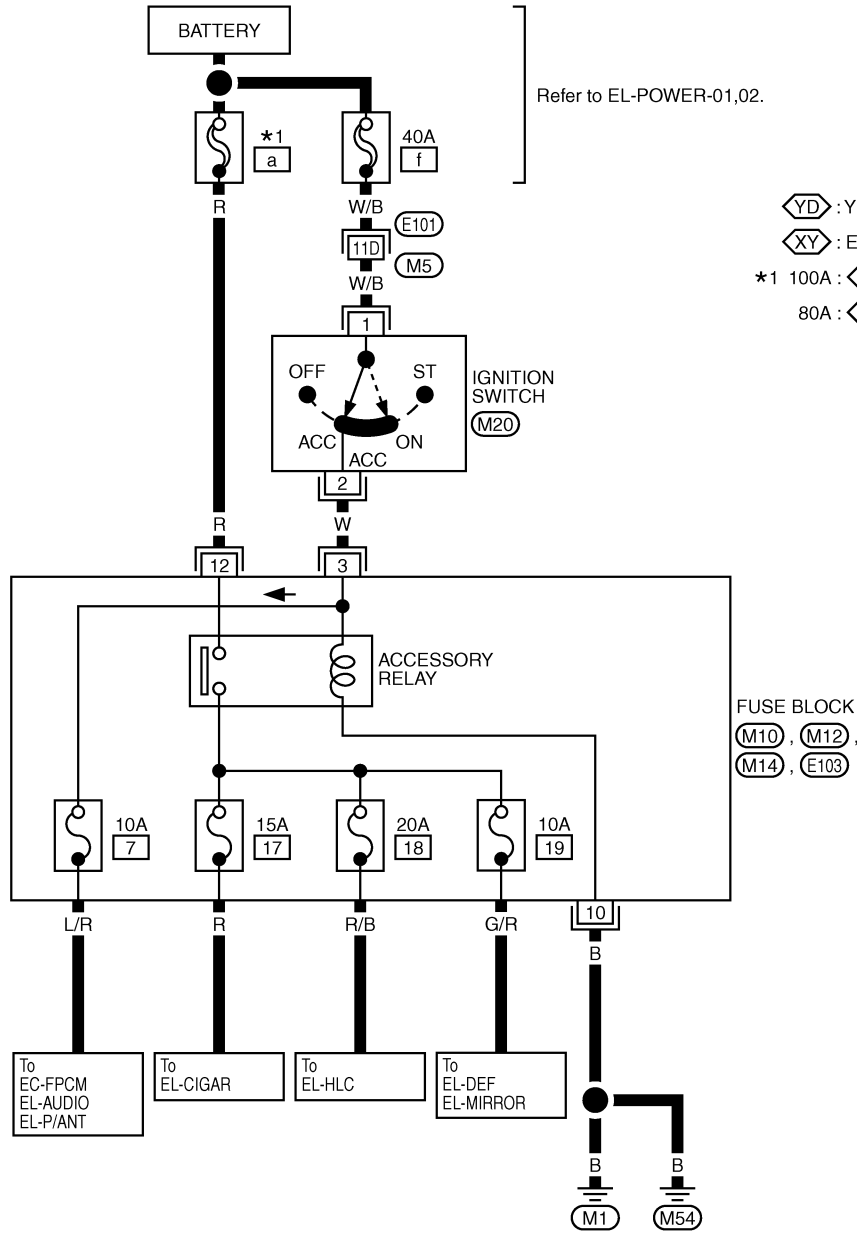 BATTERY
Refer to EL-POWER-01,02.
*1
a
40A
f
R
W/B
E101
11D
M5
W/B
YD : Y
XY : E
*1 100A :
80A :
1
OFF
ST
IGNITION
SWITCH
M20
ACC
ON
ACC
2
R
W
12
3
ACCESSORY
RELAY
FUSE BLOCK
M10 , M12 ,
M14 , E103
10A
7
15A
17
20A
18
10A
19
10
L/R
R
R/B
G/R
B
To
EC-FPCM
EL-AUDIO
EL-P/ANT
To
EL-CIGAR
To
EL-HLC
To
EL-DEF
EL-MIRROR
B
B
M1
M54